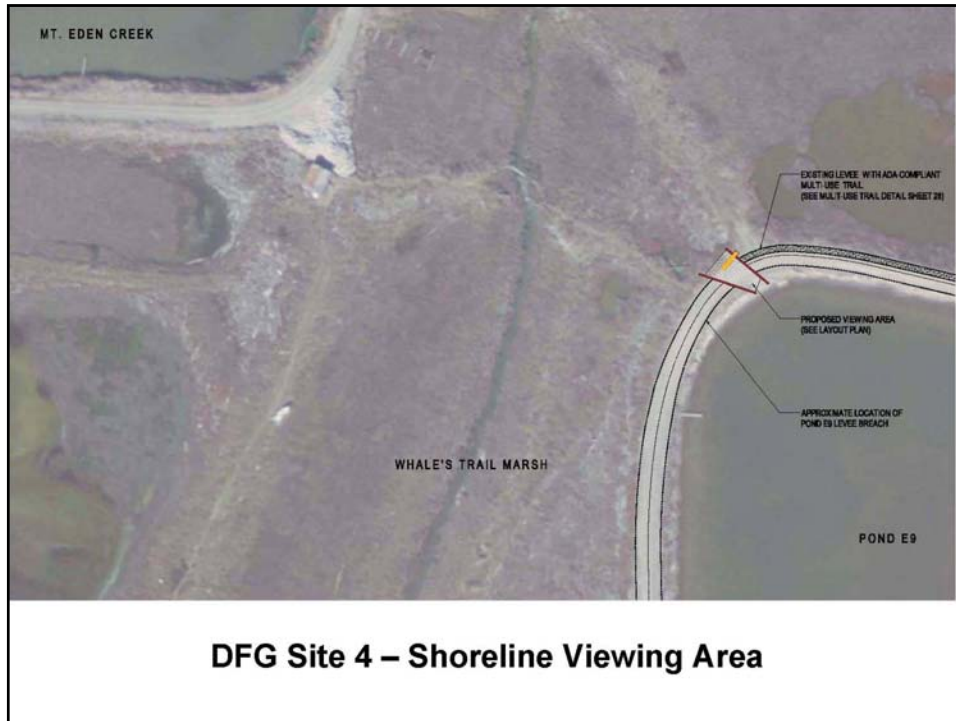 MT. EDEN CREEK
EXISTING LEVEE WITH ADA COMPLIANT
MULTI-USE TRAIL
(SEE MULTI-USE TRAIL DETAIL SHEET 28)
PROPOSED VIEWING AREA
(SEE LAYOUT PLAN)
APPROXIMATE LOCATION OF
POND E9 LEVEE BREACH
WHALE'S TRAIL MARSH
POND E9
DFG Site 4 – Shoreline Viewing Area